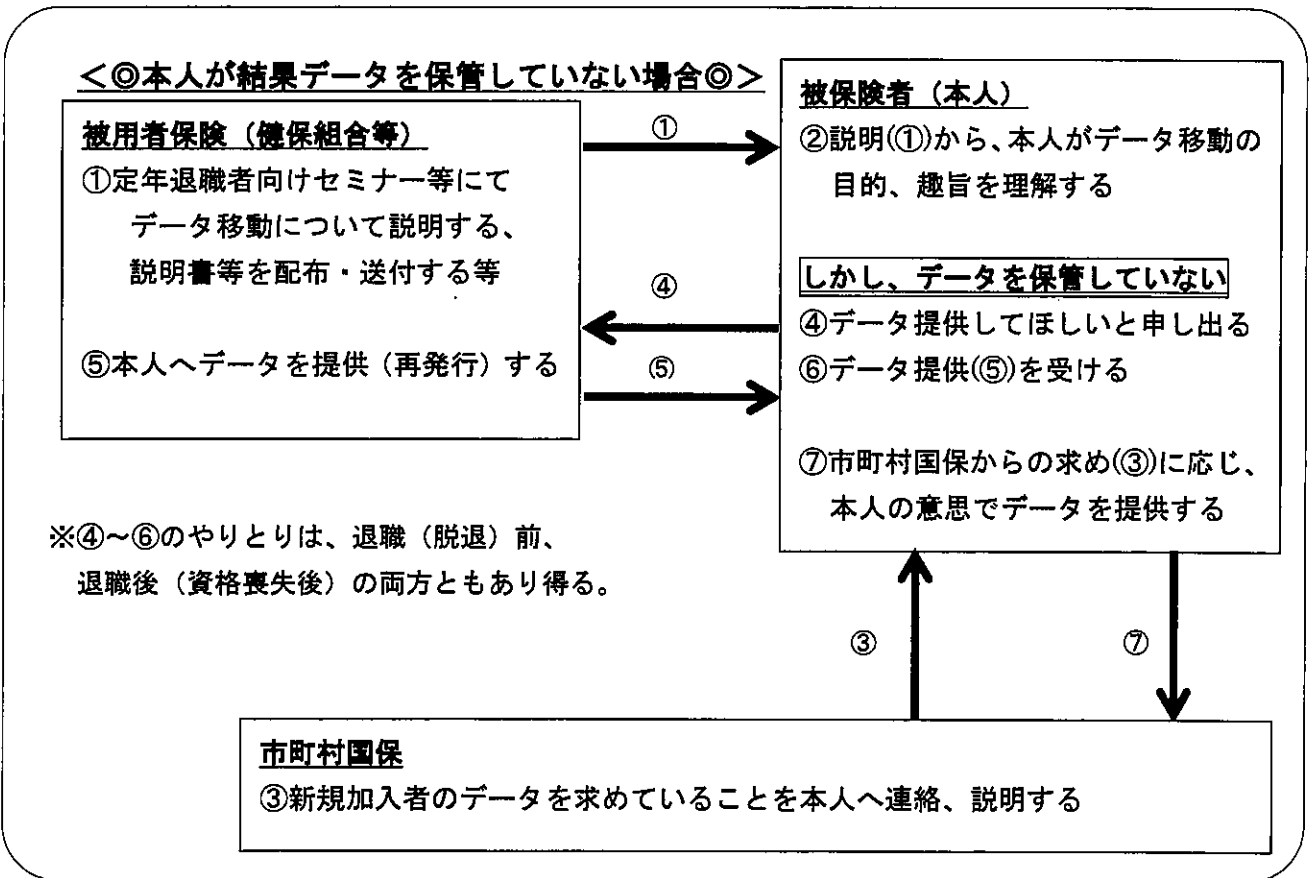 ＜◎本人が結果データを保管していない場合◎＞
被用者保険（健保組合等）
①定年退職者向けセミナー等にて
データ移動について説明する、
説明書等を配布・送付する等
⑤本人へデータを提供（再発行）する
①
④
⑤
被保険者（本人）
②説明(①)から、本人がデータ移動の
目的、趣旨を理解する
しかし、データを保管していない
④データ提供してほしいと申し出る
⑥データ提供(⑤)を受ける
⑦市町村国保からの求め(③)に応じ、
本人の意思でデータを提供する
※④～⑥のやりとりは、退職（脱退）前、
退職後（資格喪失後）の両方ともあり得る。
③
⑦
市町村国保
③新規加入者のデータを求めていることを本人へ連絡、説明する